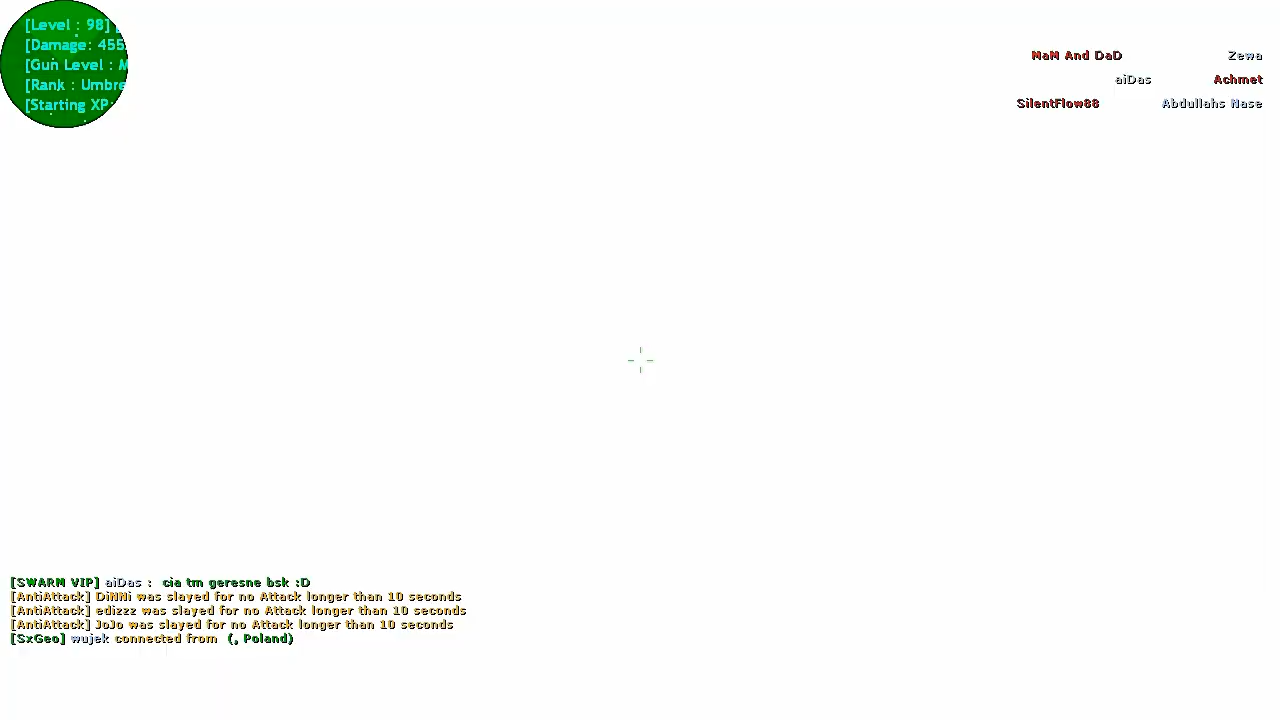 [Level : 98]
[Damage: 455
[Gun Level : M
[Rank : Umbre
[Starting XP:
MaM And DaD Zewa
aiDas Achmet
SilentFlow88 Abdullahs Nase
[SWARM VIP] aiDas : cia tm geresne bsk :D
[AntiAttack] DiNNi was slayed for no Attack longer than 10 seconds
[AntiAttack] edizzz was slayed for no Attack longer than 10 seconds
[AntiAttack] JoJo was slayed for no Attack longer than 10 seconds
[SxGeo] wujek connected from (, Poland)